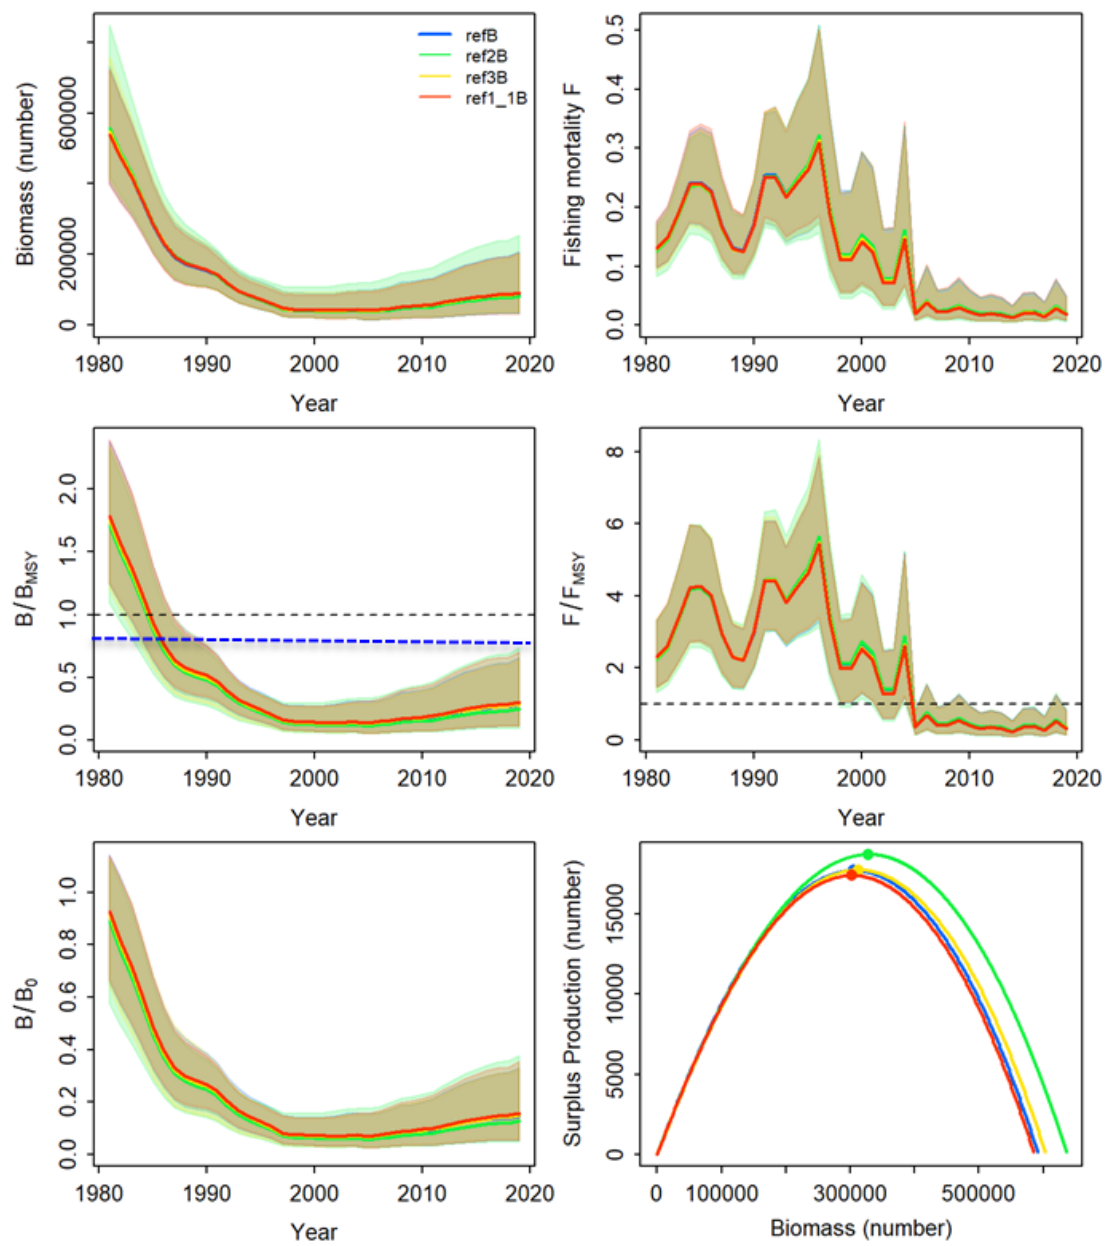 Biomass (number)
0
200000
600000
refB
ref2B
ref3B
ref1_1B
1980 1990 2000 2010 2020
Year
Fishing mortality F
0.0 0.1 0.2 0.3 0.4 0.5
1980 1990 2000 2010 2020
Year
B/BMSY
0.0 0.5 1.0 1.5 2.0
1980 1990 2000 2010 2020
Year
F/FMSY
0 2 4 6 8
1980 1990 2000 2010 2020
Year
B/B0
0.0 0.2 0.4 0.6 0.8 1.0
1980 1990 2000 2010 2020
Year
Surplus Production (number)
0 5000 15000
0 100000 300000 500000
Biomass (number)